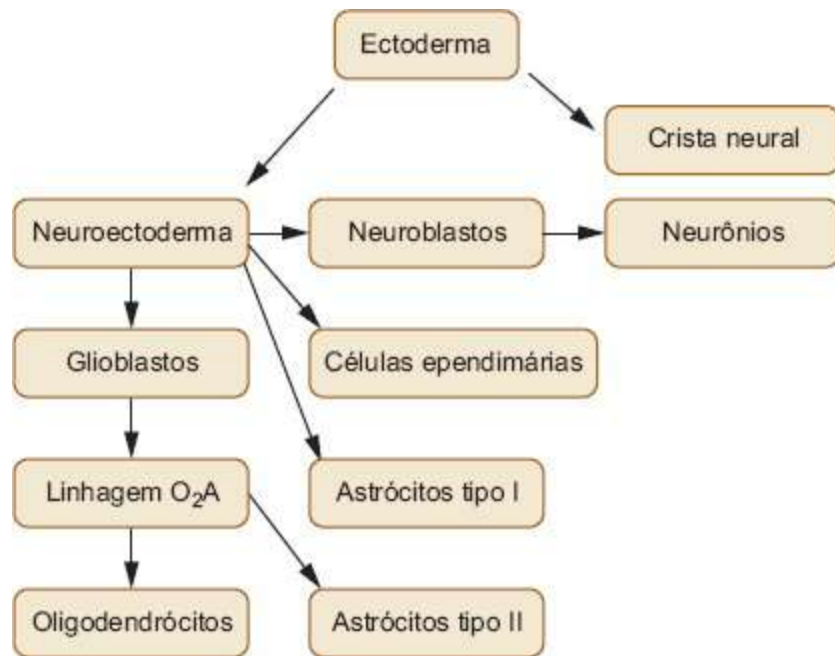 Ectoderma
Crista neural
Neuroectoderma
Neuroblastos
Neurônios
Glioblastos
Células ependimárias
Linhagem O₂A
Astrócitos tipo I
Oligodendrócitos
Astrócitos tipo II